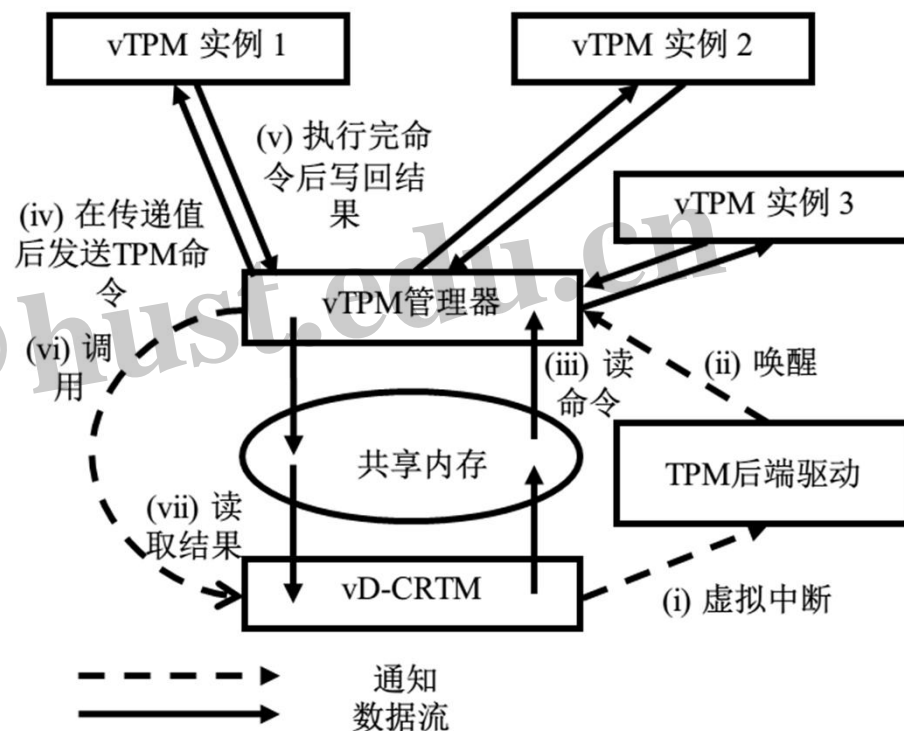 vTPM 实例 1
vTPM 实例 2
(v) 执行完命
令后写回结
果
vTPM 实例 3
(iv) 在传递值
后发送TPM命
令
vTPM管理器
(vi) 调
用
(iii) 读
命令
(ii) 唤醒
共享内存
TPM后端驱动
(vii) 读
取结果
vD-CRTM
(i) 虚拟中断
通知
数据流
@hust.edu.cn